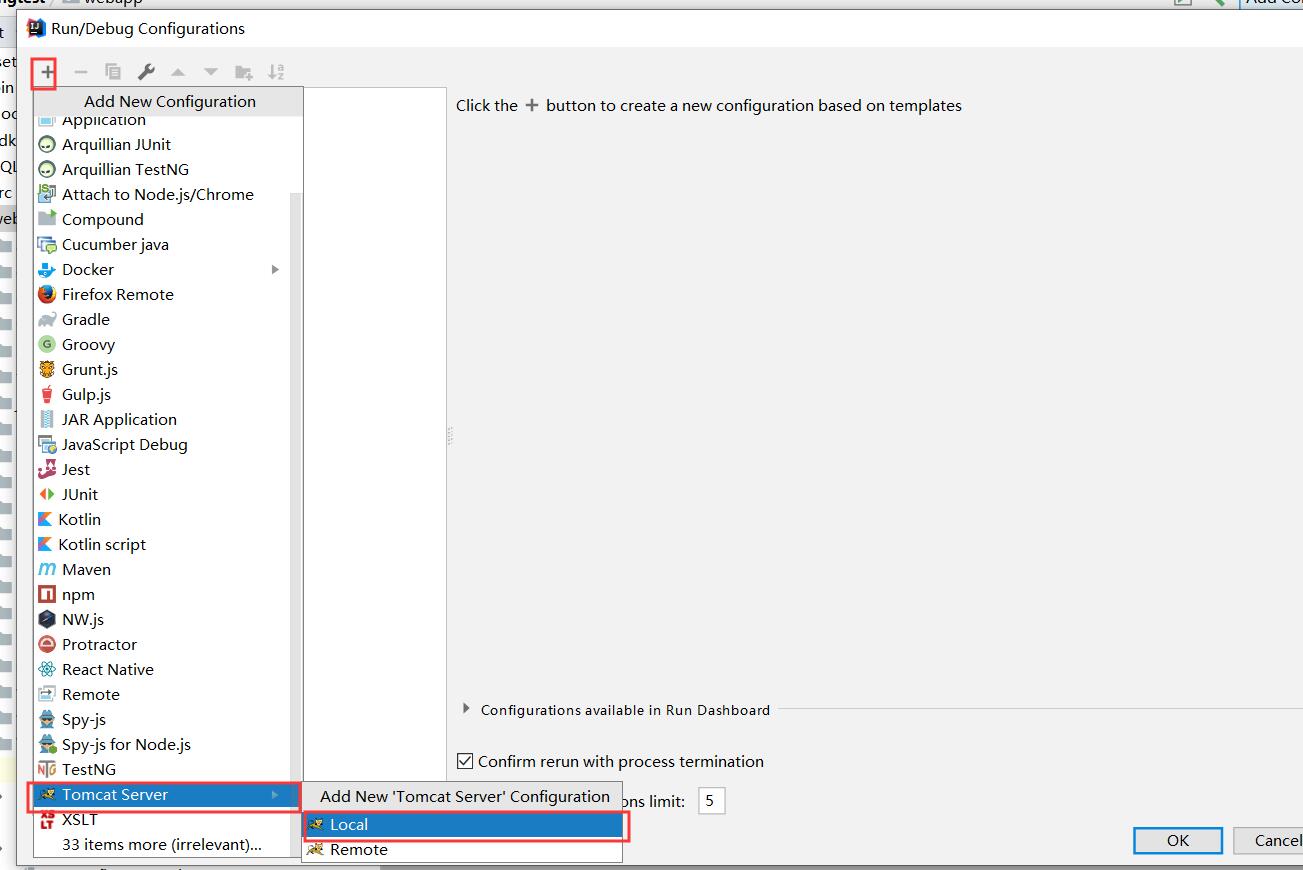 webapp
Run/Debug Configurations
Add New Configuration
Application
Arquillian JUnit
Arquillian TestNG
Attach to Node.js/Chrome
Compound
Cucumber java
Docker
Firefox Remote
Gradle
Groovy
Grunt.js
Gulp.js
JAR Application
JavaScript Debug
Jest
JUnit
Kotlin
Kotlin script
Maven
npm
NW.js
Protractor
React Native
Remote
Spy-js
Spy-js for Node.js
TestNG
Tomcat Server
XSLT
33 items more (irrelevant)...
Add New 'Tomcat Server' Configuration
Local
Remote
Click the + button to create a new configuration based on templates
Configurations available in Run Dashboard
Confirm rerun with process termination
ons limit: 5
OK
Cancel